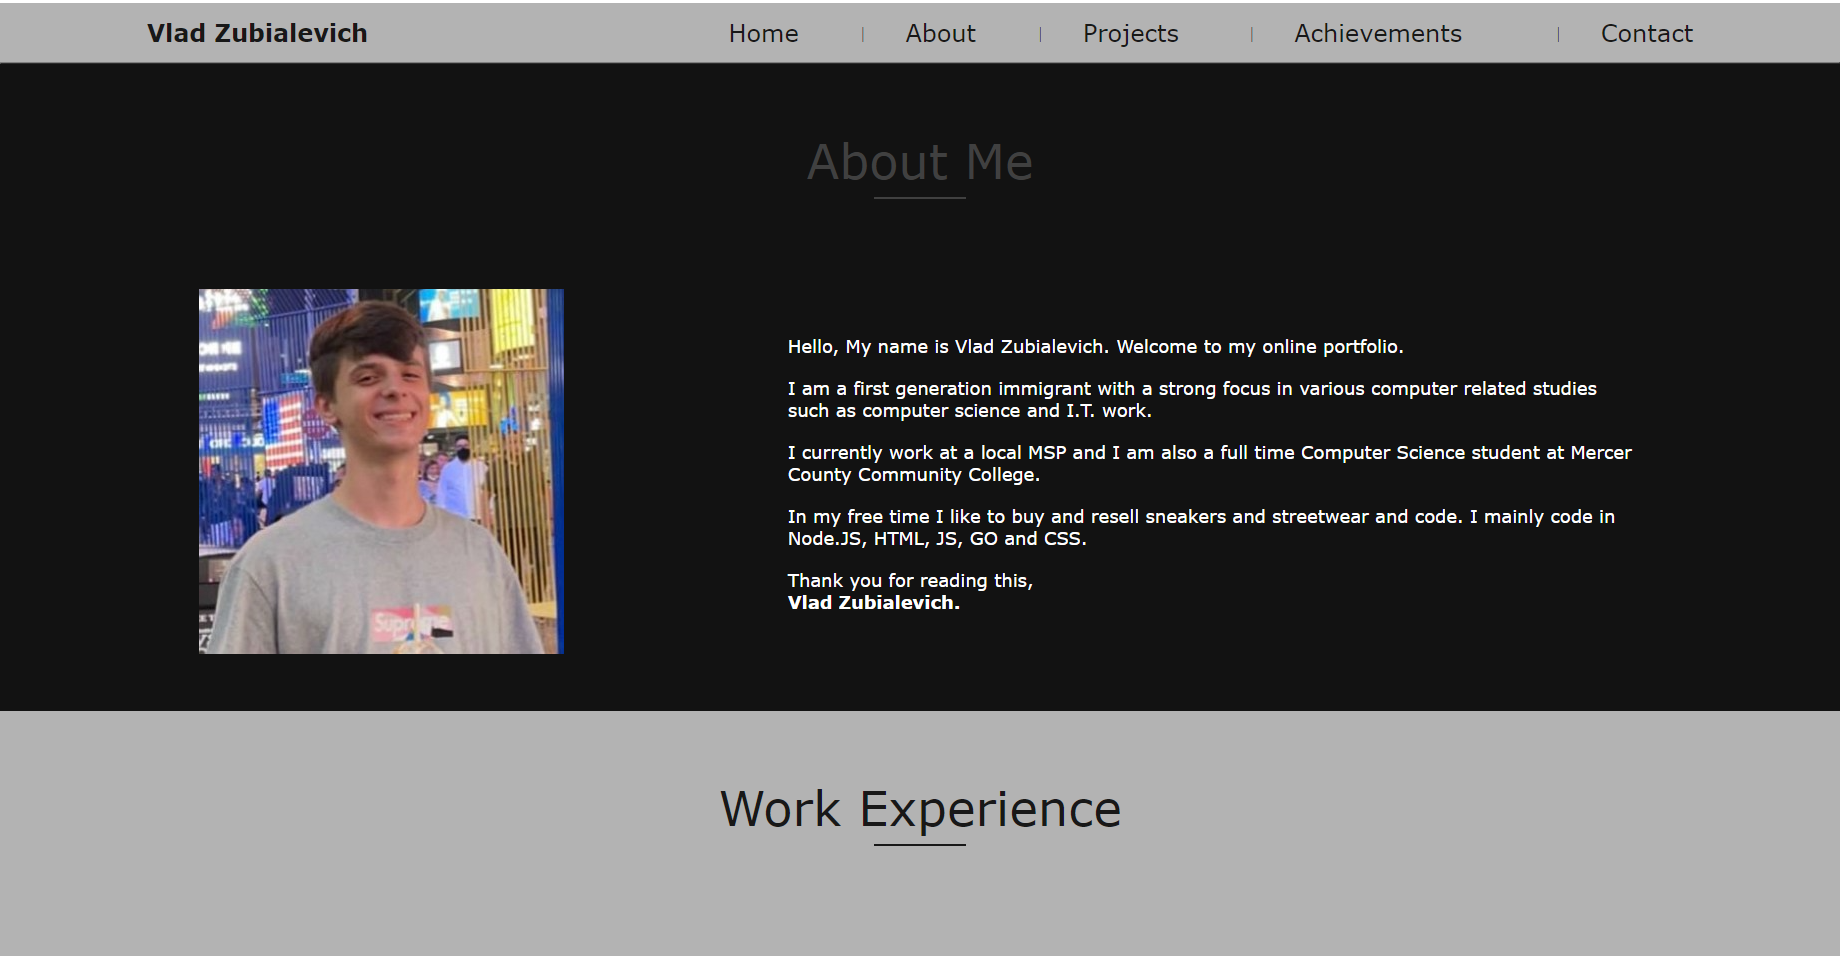 Vlad Zubialevich
Home | About | Projects | Achievements | Contact
About Me
Hello, My name is Vlad Zubialevich. Welcome to my online portfolio.
I am a first generation immigrant with a strong focus in various computer related studies
such as computer science and I.T. work.
I currently work at a local MSP and I am also a full time Computer Science student at Mercer
County Community College.
In my free time I like to buy and resell sneakers and streetwear and code. I mainly code in
Node.JS, HTML, JS, GO and CSS.
Thank you for reading this,
Vlad Zubialevich.
Supreme
Work Experience